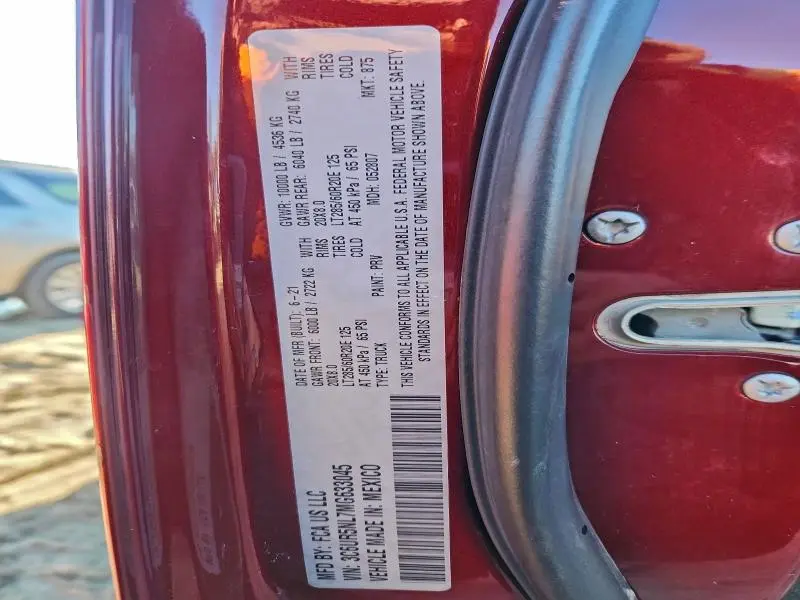 MFD BY: FCA US LLC
DATE OF MFR (BUILT): 6-21
GVWR: 10000 LB / 4536 KG
GAWR FRONT: 6000 LB / 2722 KG WITH
GAWR REAR: 6040 LB / 2740 KG WITH
20X8.0 RIMS
20X8.0 RIMS
LT285/60R20E 125 TIRES
LT285/60R20E 125 TIRES
AT 450 kPa / 65 PSI COLD
AT 450 kPa / 65 PSI COLD
VIN: 3C6UR5NL7MG633045
TYPE: TRUCK
PAINT: PRV
MDH: 052807
MKT: 875
VEHICLE MADE IN: MEXICO
THIS VEHICLE CONFORMS TO ALL APPLICABLE U.S.A. FEDERAL MOTOR VEHICLE SAFETY
STANDARDS IN EFFECT ON THE DATE OF MANUFACTURE SHOWN ABOVE.